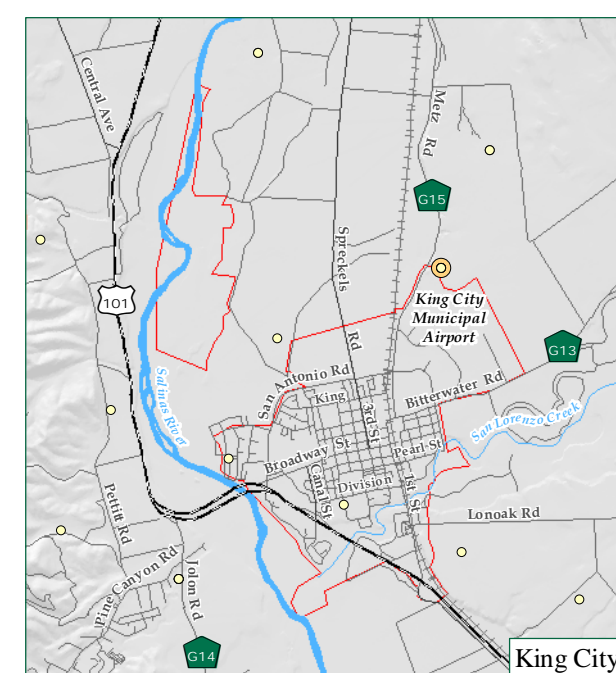 Central Ave
Metz Rd
G15
Spreckels Rd
King City
Municipal
Airport
101
G13
San Antonio Rd
King
Bitterwater Rd
Salinas River
3rd St
San Lorenzo Creek
Broadway St
Pearl St
Canal St
Division
1st St
Pettitt Rd
Lonoak Rd
Pine Canyon Rd
Jolon Rd
G14
King City